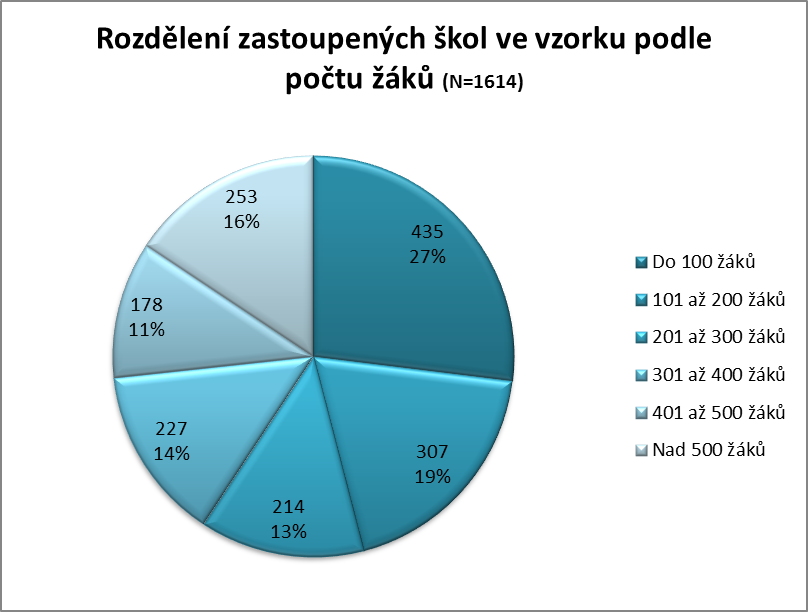 Rozdělení zastoupených škol ve vzorku podle
počtu žáků (N=1614)
253
16%
435
27%
178
11%
227
14%
214
13%
307
19%
Do 100 žáků
101 až 200 žáků
201 až 300 žáků
301 až 400 žáků
401 až 500 žáků
Nad 500 žáků